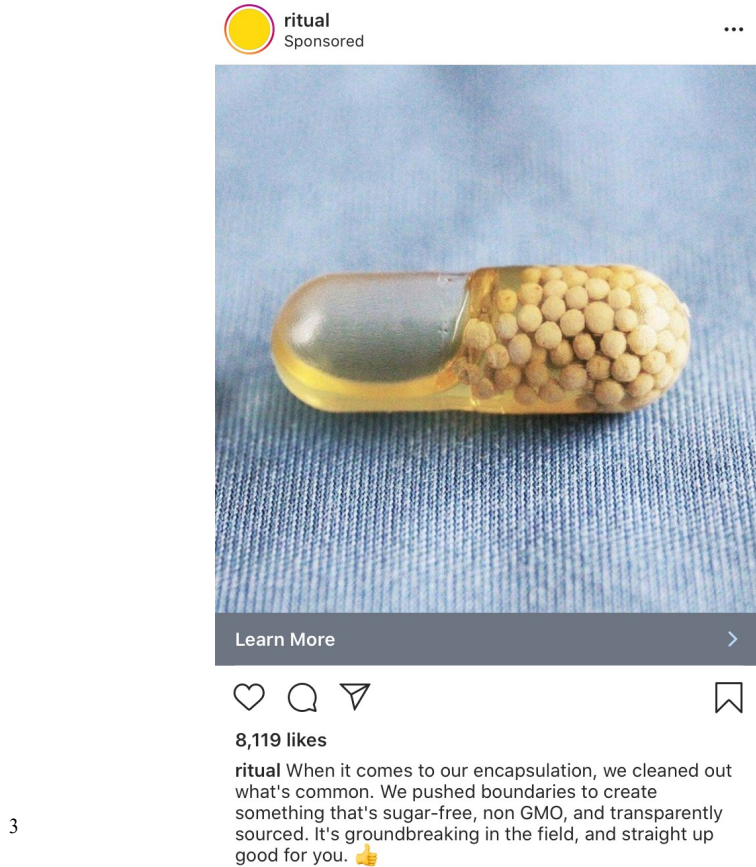 ritual
Sponsored
Learn More
8,119 likes
ritual When it comes to our encapsulation, we cleaned out
what's common. We pushed boundaries to create
something that's sugar-free, non GMO, and transparently
sourced. It's groundbreaking in the field, and straight up
good for you. 👍
3